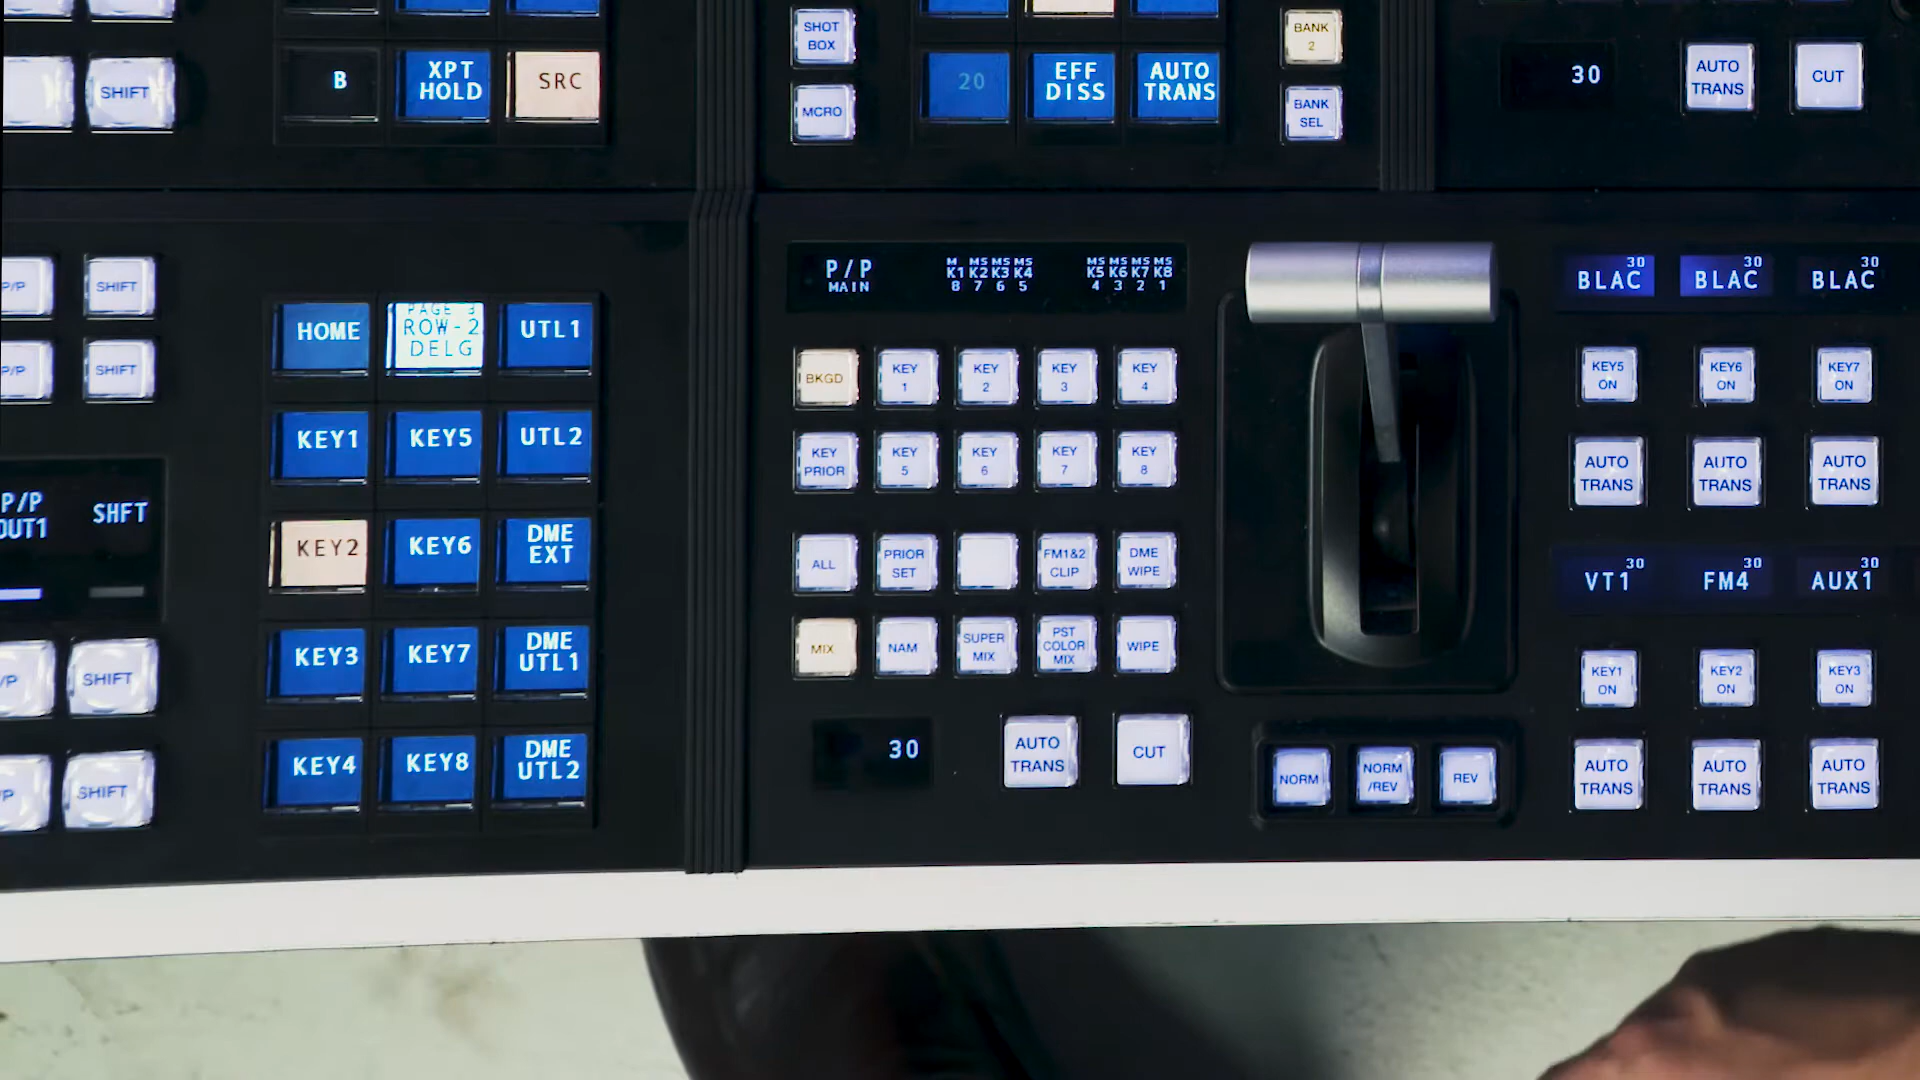 SHIFT
B
XPT
HOLD
SRC
SHOT
BOX
MCRO
20
EFF
DISS
AUTO
TRANS
BANK
2
BANK
SEL
30
AUTO
TRANS
CUT
P/P
SHIFT
P/P
SHIFT
P/P
OUT1
SHFT
/P
SHIFT
P
SHIFT
HOME
PAGE 3
ROW-2
DELG
UTL1
KEY1
KEY5
UTL2
KEY2
KEY6
DME
EXT
KEY3
KEY7
DME
UTL1
KEY4
KEY8
DME
UTL2
P/P
MAIN
M MS MS MS
K1 K2 K3 K4
8 7 6 5
MS MS MS MS
K5 K6 K7 K8
4 3 2 1
BKGD
KEY
1
KEY
2
KEY
3
KEY
4
KEY
PRIOR
KEY
5
KEY
6
KEY
7
KEY
8
ALL
PRIOR
SET
FM1&2
CLIP
DME
WIPE
MIX
NAM
SUPER
MIX
PST
COLOR
MIX
WIPE
30
AUTO
TRANS
CUT
NORM
NORM
/REV
REV
30
BLAC
30
BLAC
30
BLAC
KEY5
ON
KEY6
ON
KEY7
ON
AUTO
TRANS
AUTO
TRANS
AUTO
TRANS
30
VT1
30
FM4
30
AUX1
KEY1
ON
KEY2
ON
KEY3
ON
AUTO
TRANS
AUTO
TRANS
AUTO
TRANS